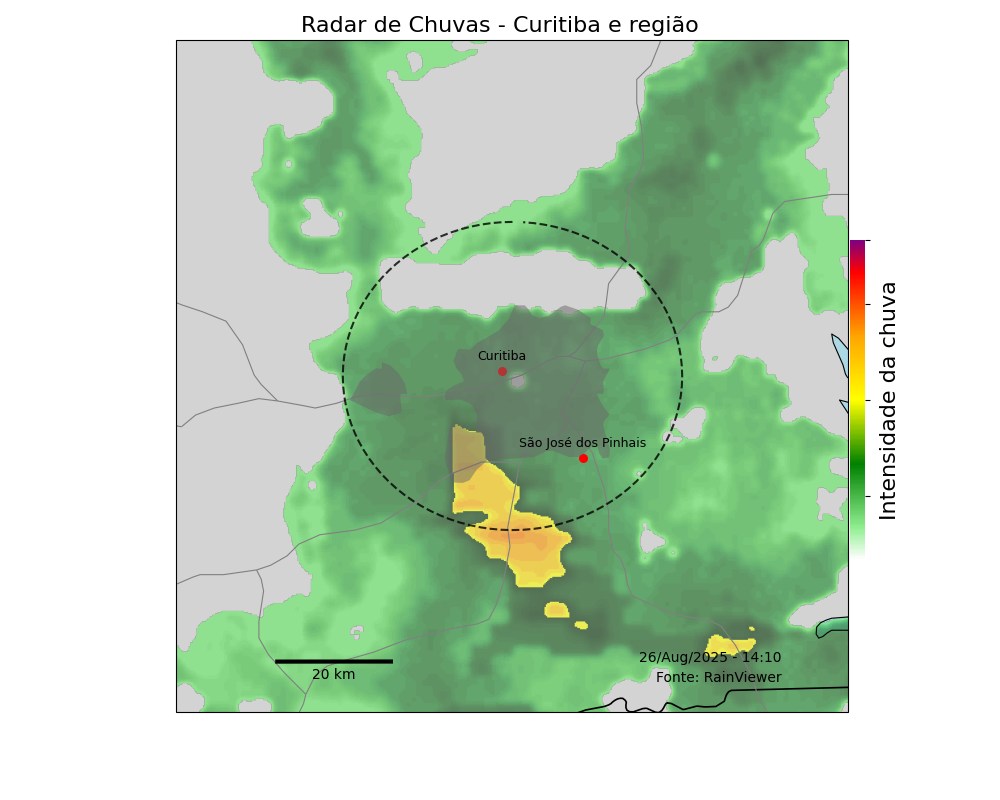 Radar de Chuvas - Curitiba e região
Curitiba
São José dos Pinhais
Intensidade da chuva
26/Aug/2025 - 14:10
Fonte: RainViewer
20 km